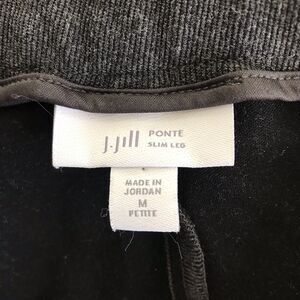 J.Jill PONTE
SLIM LEG
MADE IN
JORDAN
M
PETITE